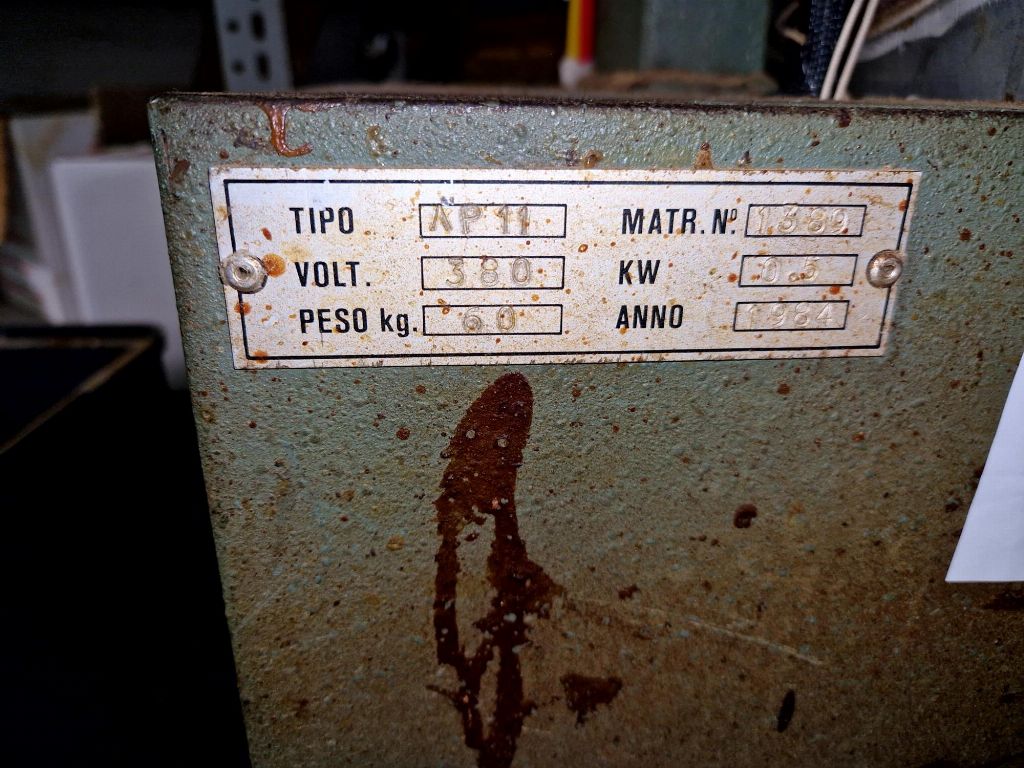 TIPO AP11 MATR. Nº. 1389
VOLT. 380 KW 0.5
PESO kg. 60 ANNO 1984